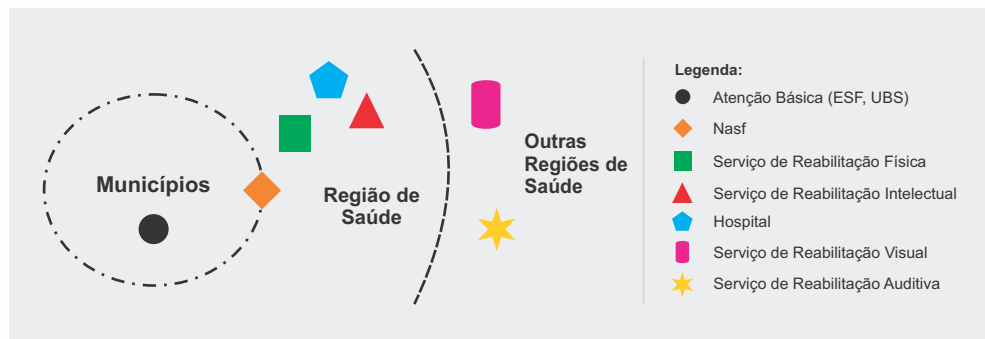 Municípios
Região de
Saúde
Outras
Regiões de
Saúde
Legenda:
Atenção Básica (ESF, UBS)
Nasf
Serviço de Reabilitação Física
Serviço de Reabilitação Intelectual
Hospital
Serviço de Reabilitação Visual
Serviço de Reabilitação Auditiva